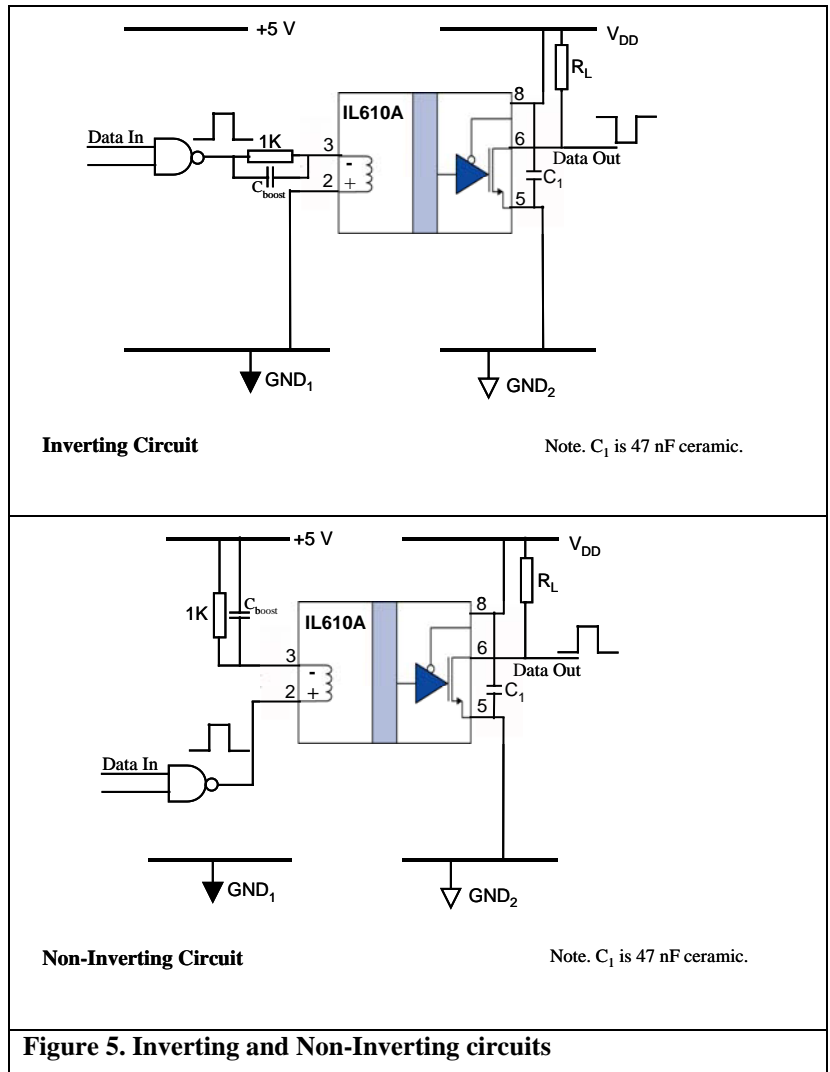 +5 V
V_DD
R_L
8
IL610A
Data In
1K
3
6
-
Data Out
C_boost
2
+
C_1
5
GND_1
GND_2
Inverting Circuit
Note. C_1 is 47 nF ceramic.
+5 V
V_DD
R_L
1K
C_boost
8
IL610A
3
6
-
Data Out
2
+
C_1
5
Data In
GND_1
GND_2
Non-Inverting Circuit
Note. C_1 is 47 nF ceramic.
Figure 5. Inverting and Non-Inverting circuits